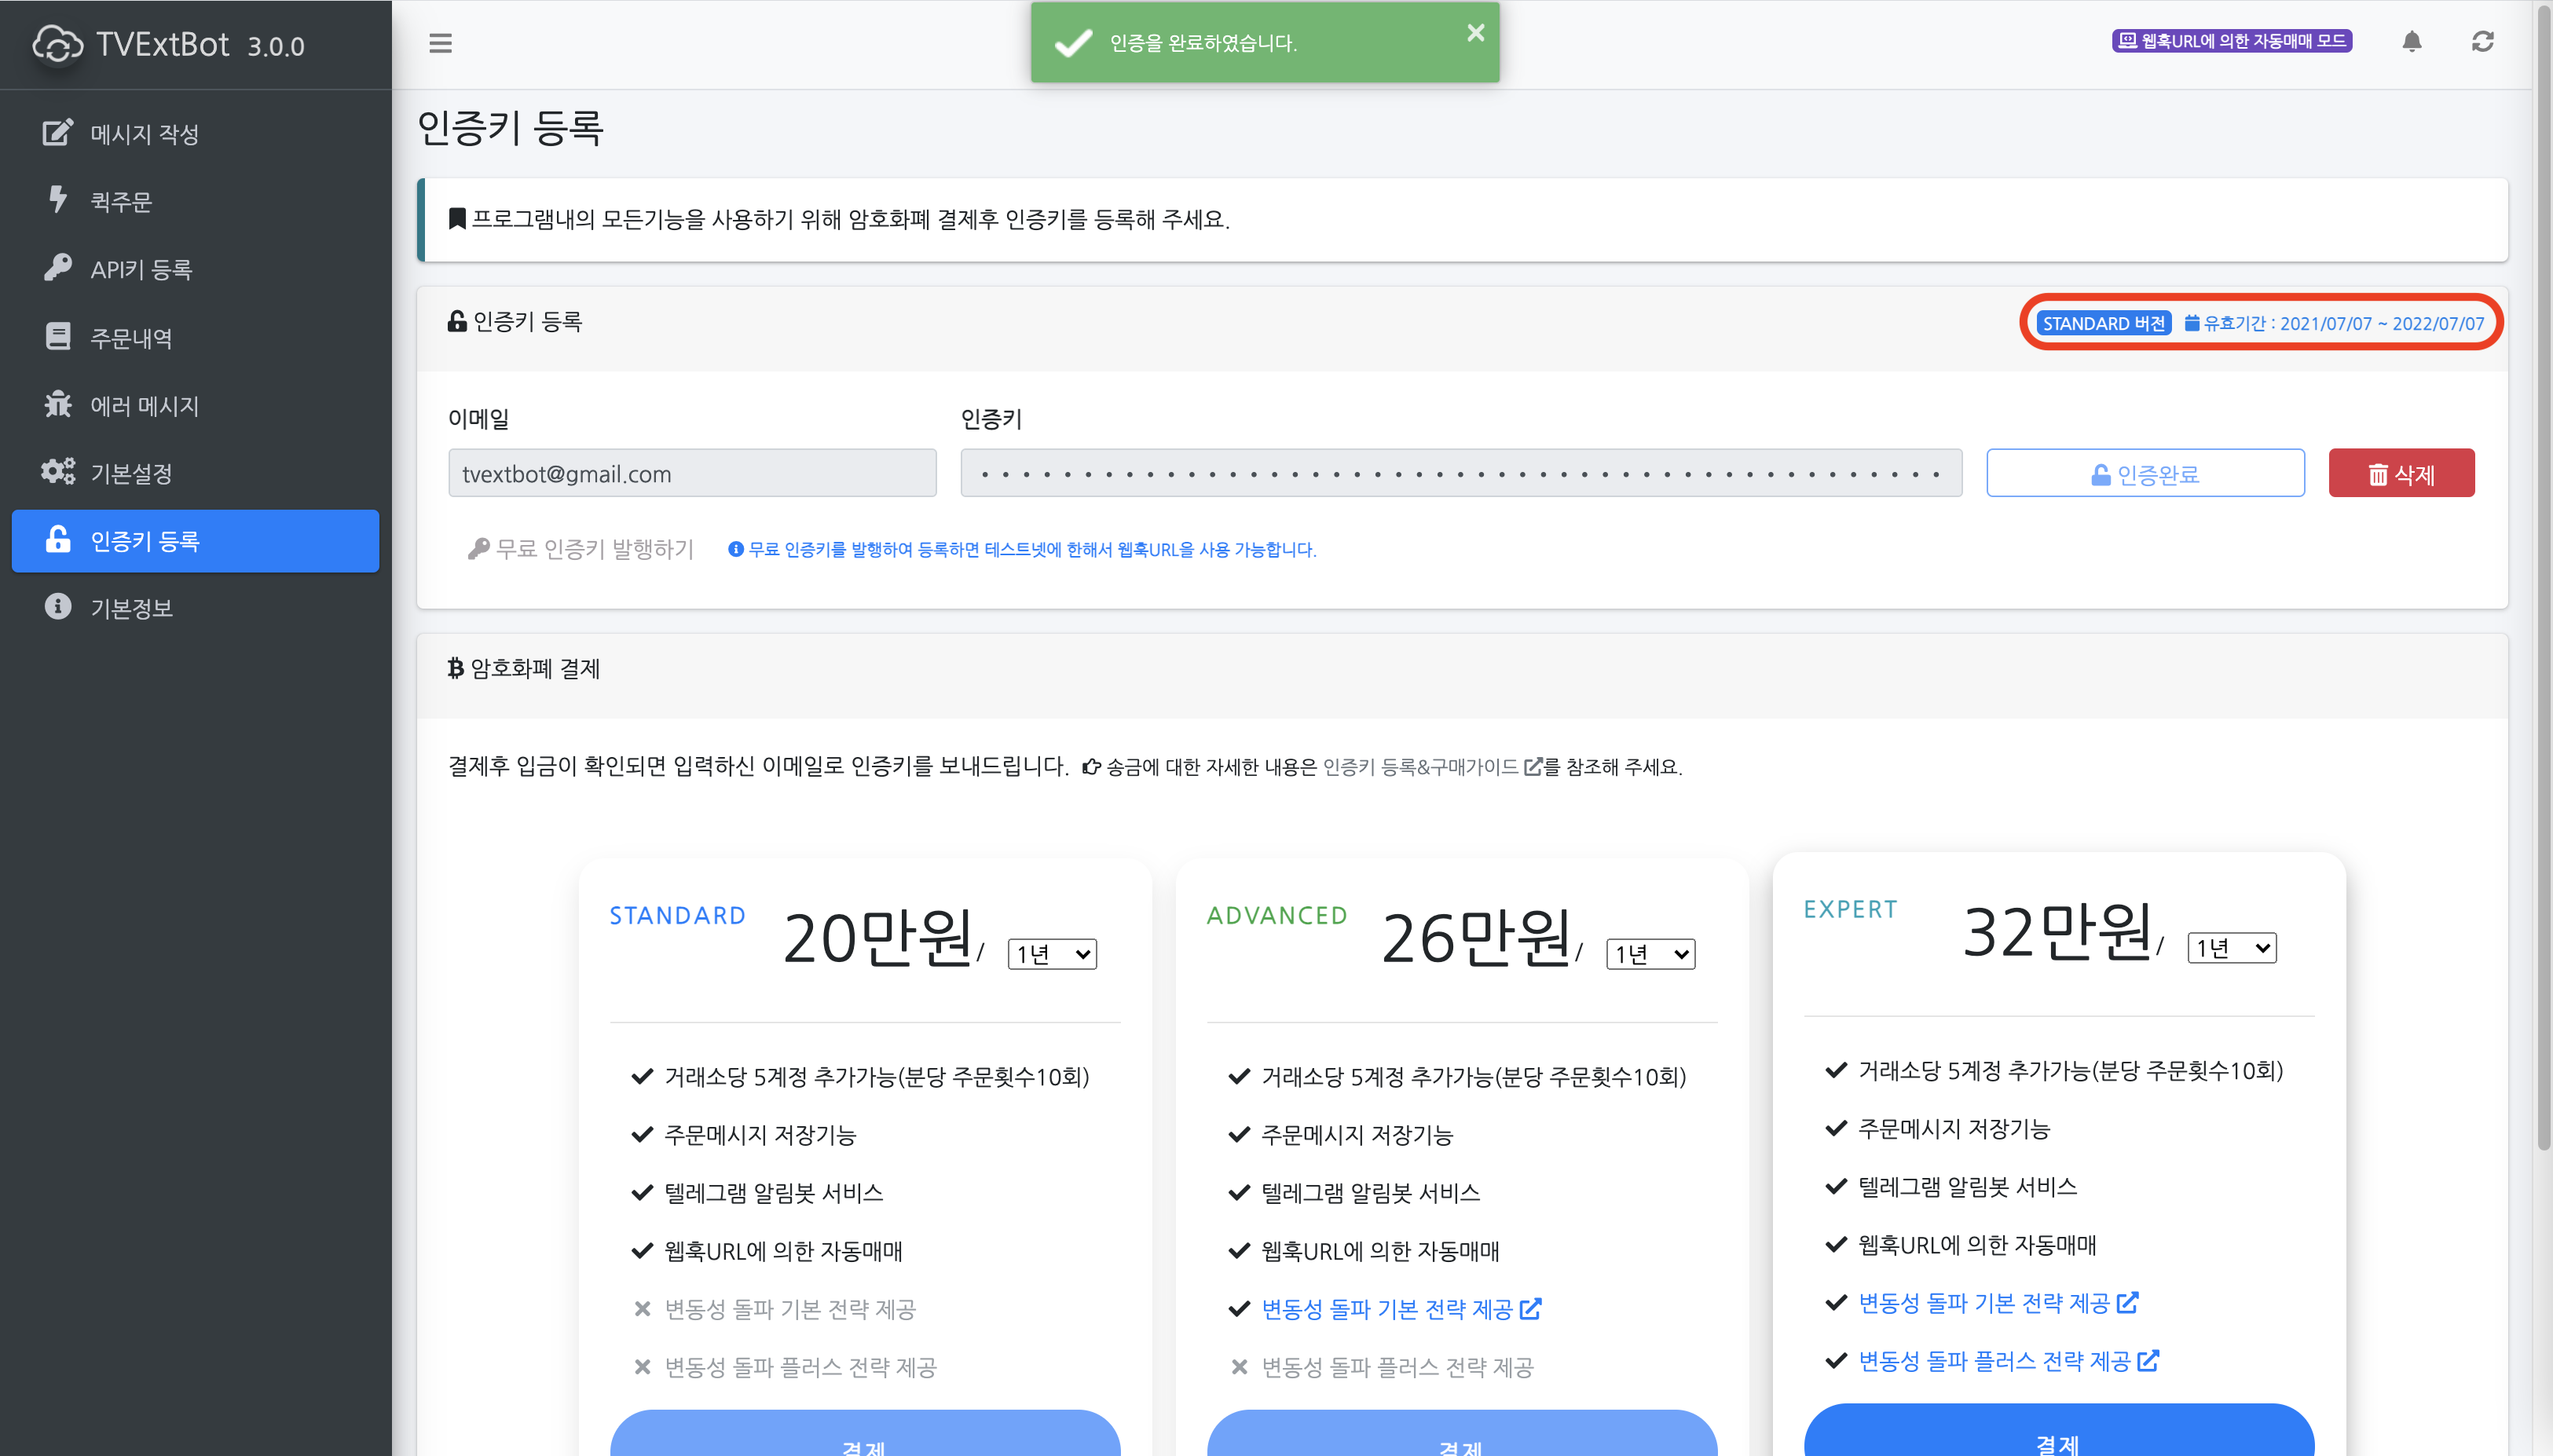 TVExtBot 3.0.0
메시지 작성
퀵주문
API키 등록
주문내역
에러 메시지
기본설정
인증키 등록
기본정보
인증을 완료하였습니다.
웹훅URL에 의한 자동매매 모드
인증키 등록
프로그램내의 모든기능을 사용하기 위해 암호화폐 결제후 인증키를 등록해 주세요.
인증키 등록
STANDARD 버전 유효기간 : 2021/07/07 ~ 2022/07/07
이메일
인증키
tvextbot@gmail.com
인증완료
삭제
무료 인증키 발행하기
무료 인증키를 발행하여 등록하면 테스트넷에 한해서 웹훅URL을 사용 가능합니다.
암호화폐 결제
결제후 입금이 확인되면 입력하신 이메일로 인증키를 보내드립니다. 송금에 대한 자세한 내용은 인증키 등록&구매가이드를 참조해 주세요.
STANDARD 20만원/ 1년
거래소당 5계정 추가가능(분당 주문횟수10회)
주문메시지 저장기능
텔레그램 알림봇 서비스
웹훅URL에 의한 자동매매
변동성 돌파 기본 전략 제공
변동성 돌파 플러스 전략 제공
결제
ADVANCED 26만원/ 1년
거래소당 5계정 추가가능(분당 주문횟수10회)
주문메시지 저장기능
텔레그램 알림봇 서비스
웹훅URL에 의한 자동매매
변동성 돌파 기본 전략 제공
변동성 돌파 플러스 전략 제공
결제
EXPERT 32만원/ 1년
거래소당 5계정 추가가능(분당 주문횟수10회)
주문메시지 저장기능
텔레그램 알림봇 서비스
웹훅URL에 의한 자동매매
변동성 돌파 기본 전략 제공
변동성 돌파 플러스 전략 제공
결제